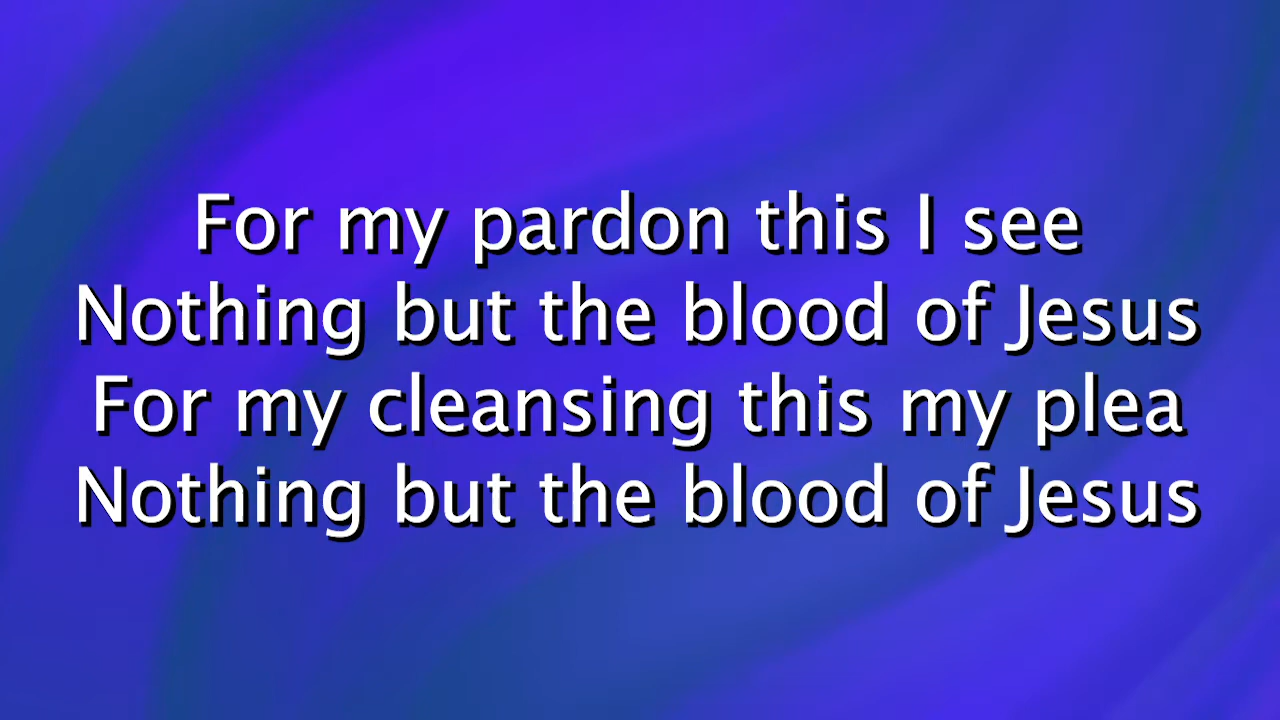 For my pardon this I see
Nothing but the blood of Jesus
For my cleansing this my plea
Nothing but the blood of Jesus